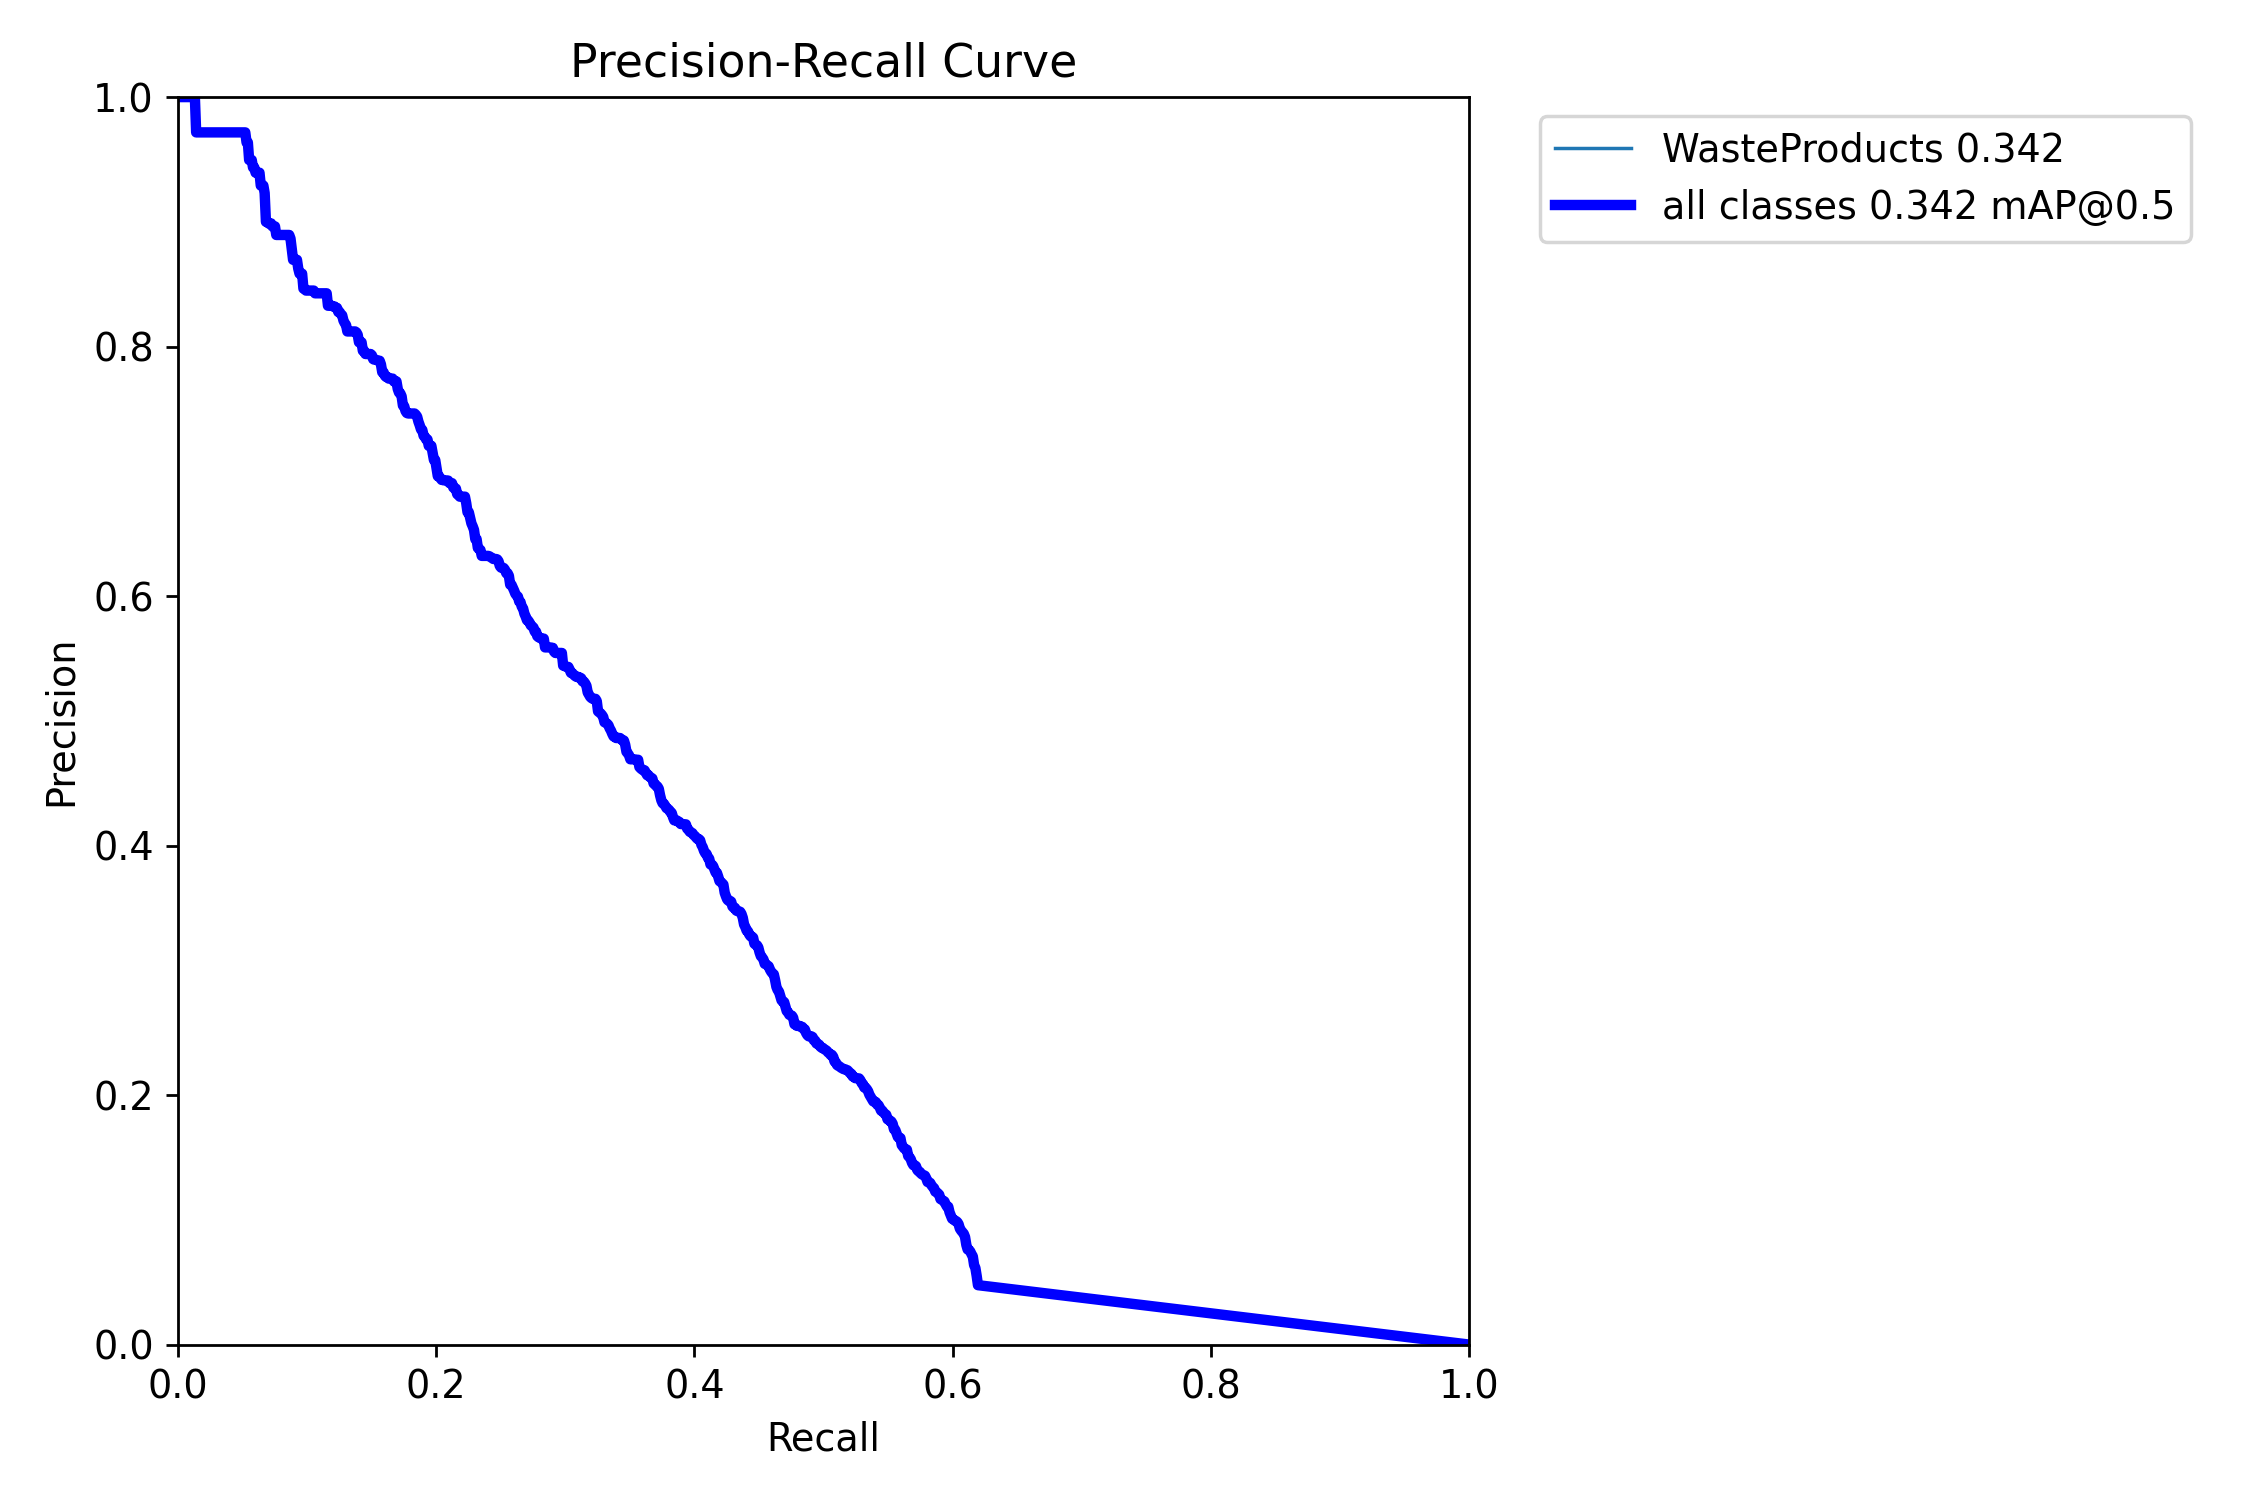 Precision-Recall Curve
1.0
0.8
0.6
0.4
0.2
0.0
Precision
0.0 0.2 0.4 0.6 0.8 1.0
Recall
WasteProducts 0.342
all classes 0.342 mAP@0.5